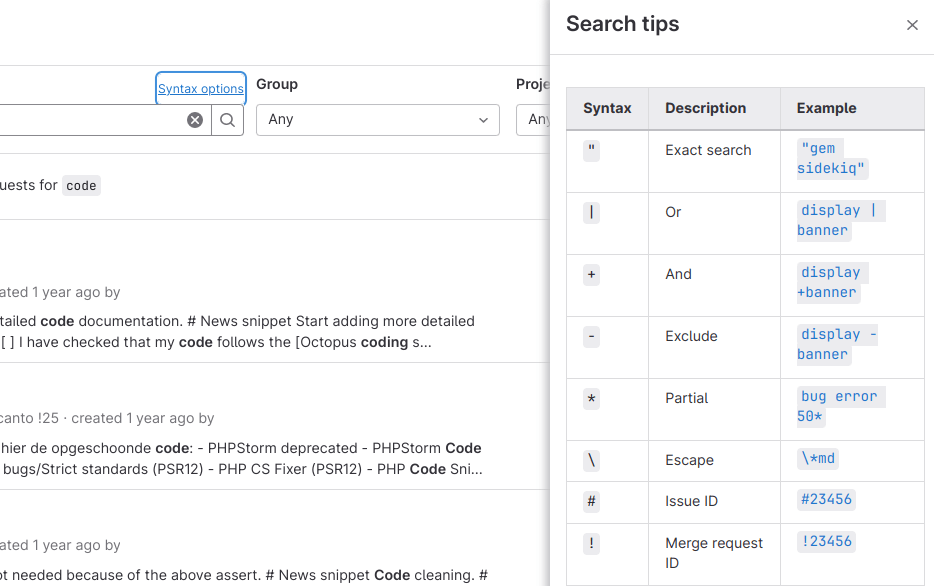 Search tips
Syntax options
Group
Proje
Any
Any
uests for code
ated 1 year ago by
tailed code documentation. # News snippet Start adding more detailed
[ ] I have checked that my code follows the [Octopus coding s...
canto !25 · created 1 year ago by
hier de opgeschoonde code: - PHPStorm deprecated - PHPStorm Code
bugs/Strict standards (PSR12) - PHP CS Fixer (PSR12) - PHP Code Sni...
ated 1 year ago by
ot needed because of the above assert. # News snippet Code cleaning. #
Syntax Description Example
" Exact search "gem
sidekiq"
| Or display |
banner
+ And display
+banner
- Exclude display -
banner
* Partial bug error
50*
\ Escape \*md
# Issue ID #23456
! Merge request !23456
ID